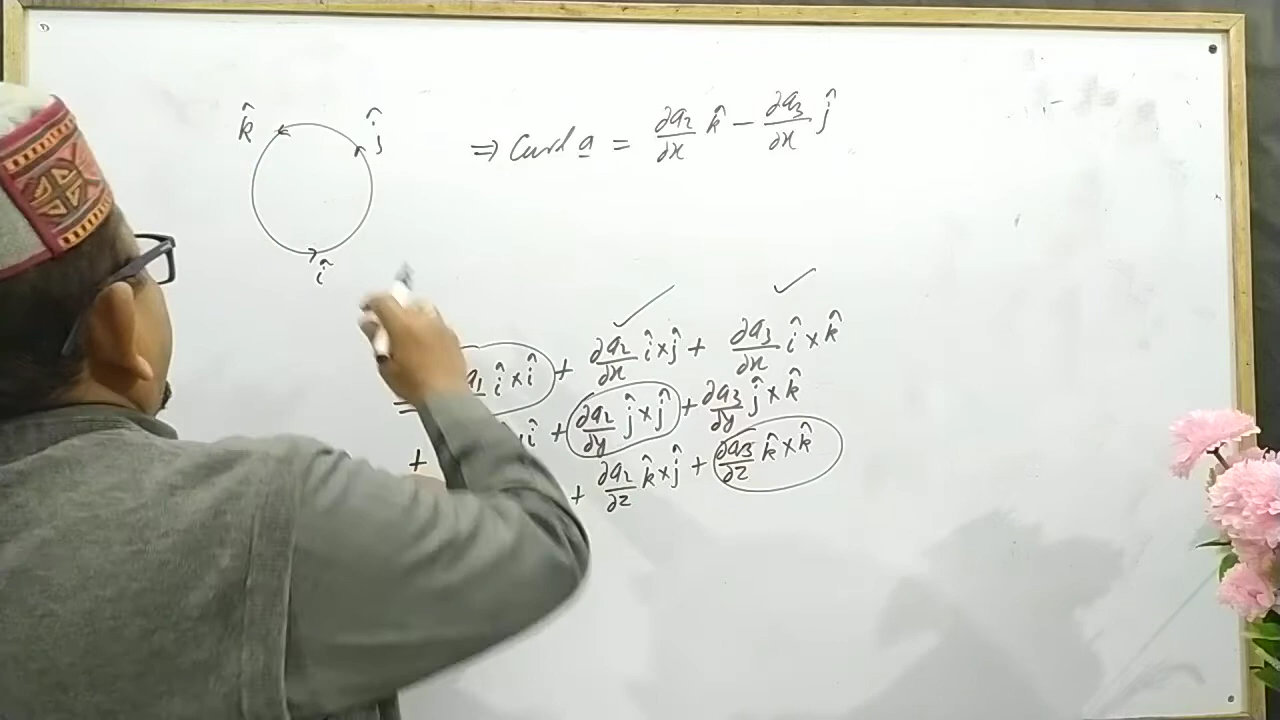 k̂ ĵ
⇒ Curl a̲ = ∂a₂/∂x k̂ − ∂a₃/∂x ĵ
î
a₁ î × î + ∂a₂/∂x î × ĵ + ∂a₃/∂x î × k̂
î + ∂a₂/∂y ĵ × ĵ + ∂a₃/∂y ĵ × k̂
+ + ∂a₂/∂z k̂ × ĵ + ∂a₃/∂z k̂ × k̂